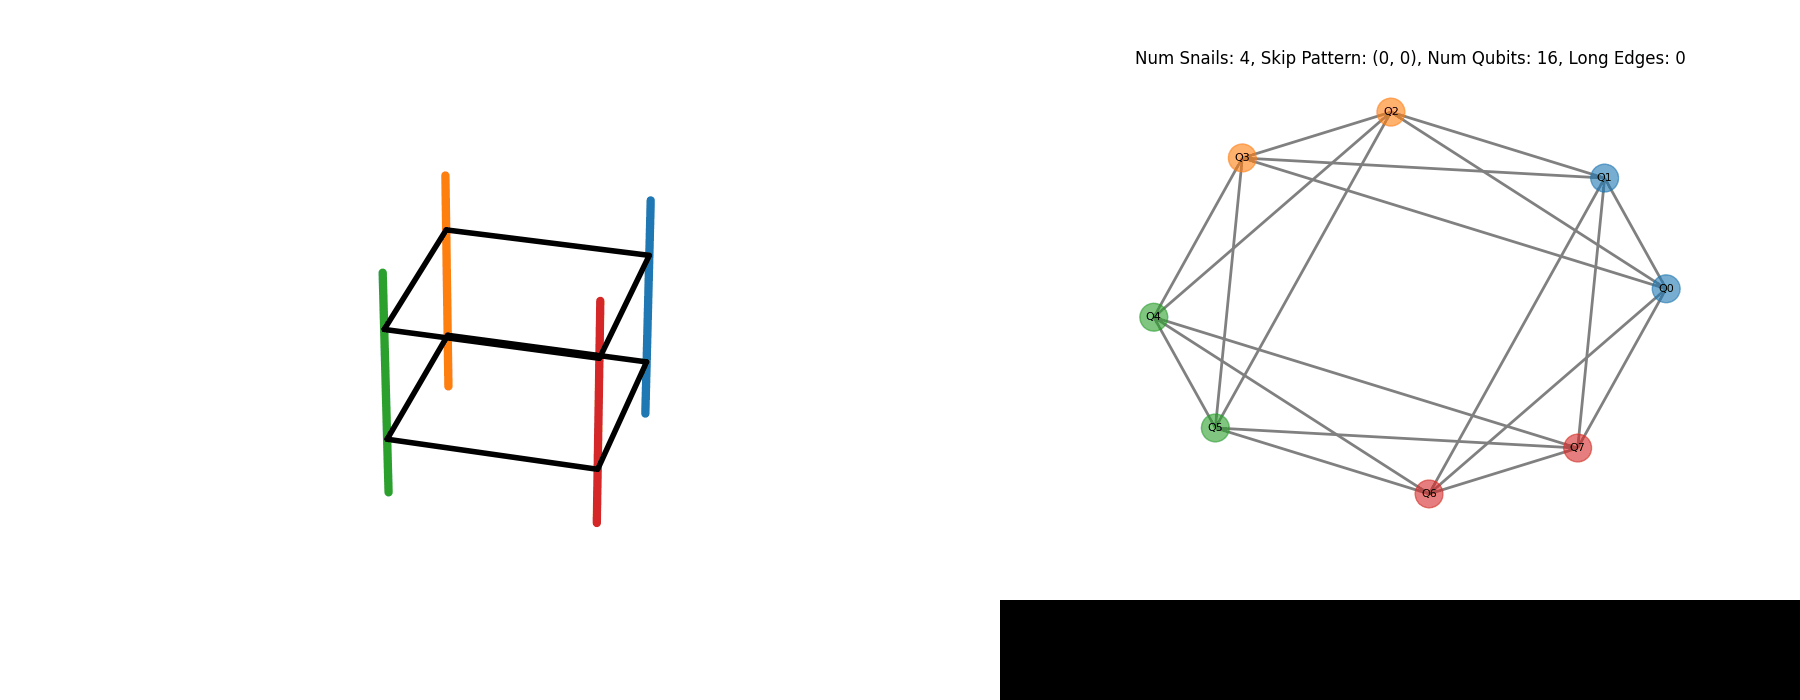 Num Snails: 4, Skip Pattern: (0, 0), Num Qubits: 16, Long Edges: 0
Q2
Q3
Q1
Q0
Q4
Q5
Q7
Q6